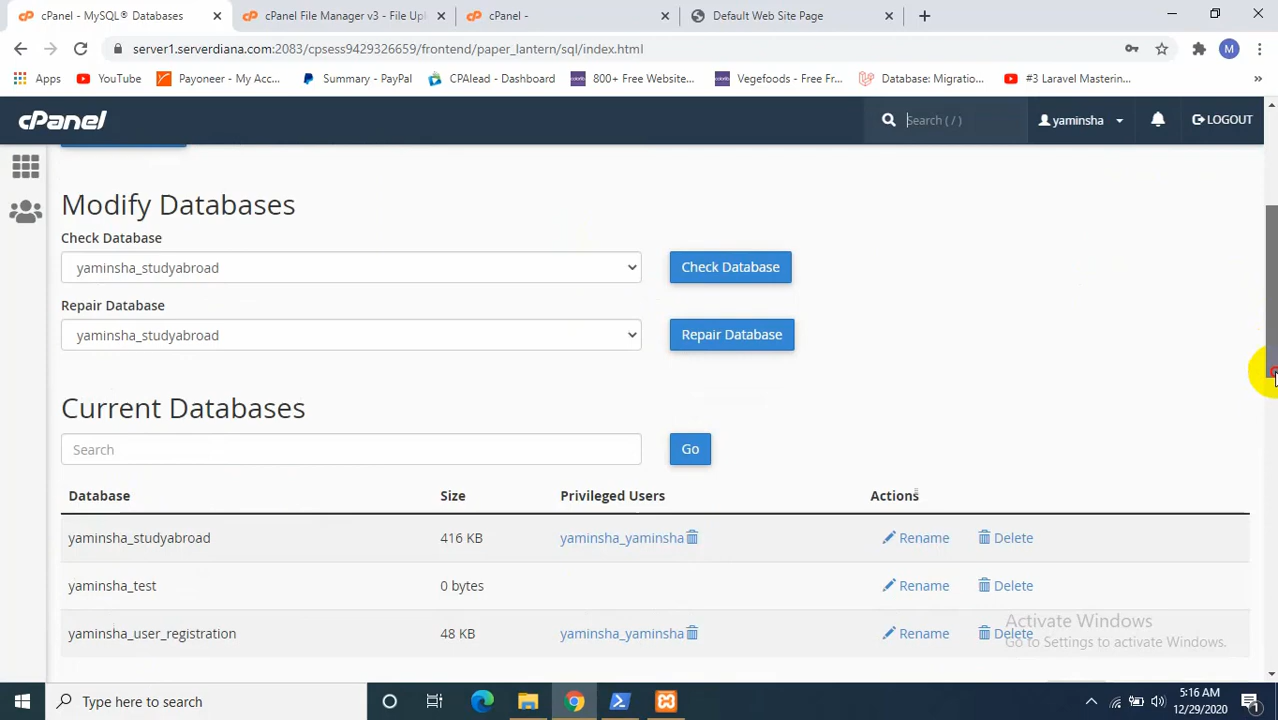 cPanel - MySQL® Databases
cPanel File Manager v3 - File Upl
cPanel -
Default Web Site Page
server1.serverdiana.com:2083/cpsess9429326659/frontend/paper_lantern/sql/index.html
M
Apps
YouTube
Payoneer - My Acc...
Summary - PayPal
CPAlead - Dashboard
800+ Free Website...
Vegefoods - Free Fr...
Database: Migratio...
#3 Laravel Mastering...
»
cPanel
Search ( / )
yaminsha
LOGOUT
Modify Databases
Check Database
yaminsha_studyabroad
Check Database
Repair Database
yaminsha_studyabroad
Repair Database
Current Databases
Search
Go
Database Size Privileged Users Actions
yaminsha_studyabroad 416 KB yaminsha_yaminsha Rename Delete
yaminsha_test 0 bytes Rename Delete
yaminsha_user_registration 48 KB yaminsha_yaminsha Rename Delete
Activate Windows
Go to Settings to activate Windows.
Type here to search
5:16 AM
12/29/2020
1